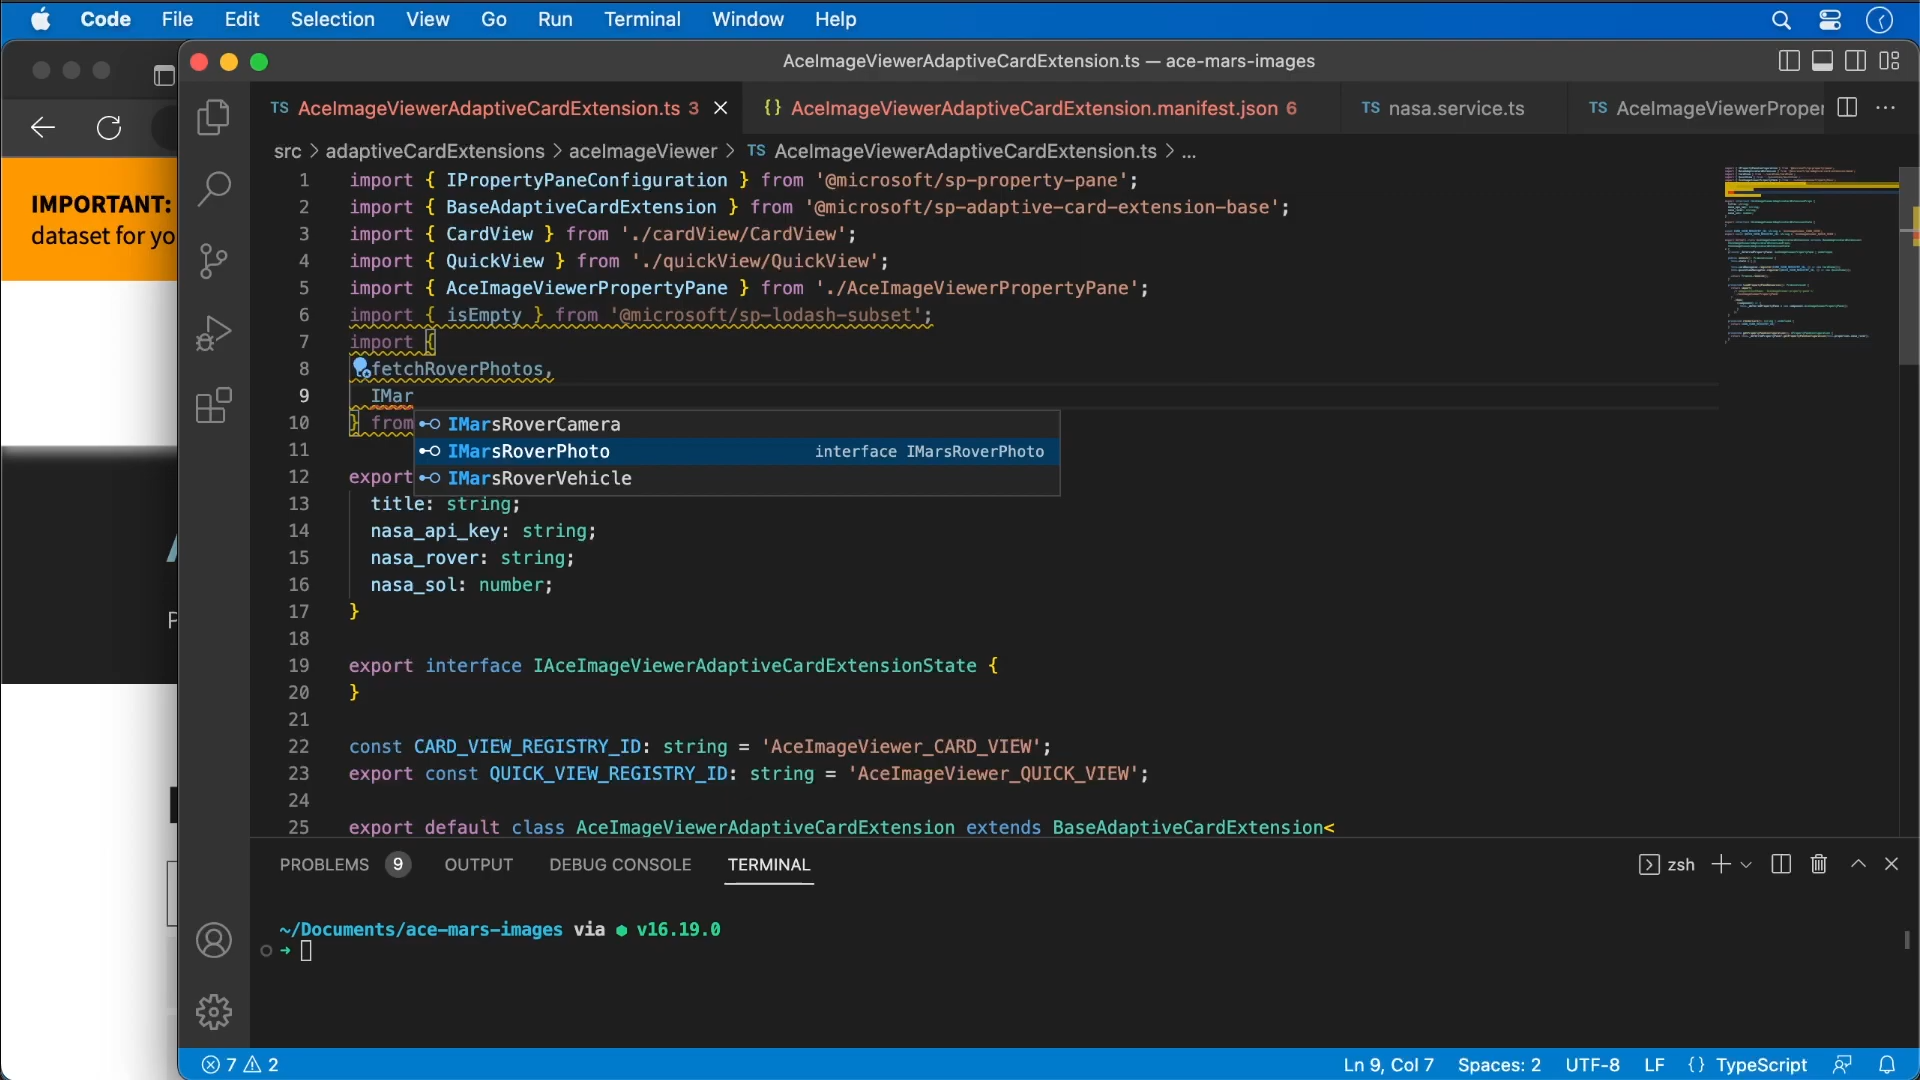 Code File Edit Selection View Go Run Terminal Window Help
AceImageViewerAdaptiveCardExtension.ts — ace-mars-images
TS AceImageViewerAdaptiveCardExtension.ts 3
{} AceImageViewerAdaptiveCardExtension.manifest.json 6
TS nasa.service.ts
TS AceImageViewerProper
src > adaptiveCardExtensions > aceImageViewer > TS AceImageViewerAdaptiveCardExtension.ts > ...
IMPORTANT:
dataset for yo
1 import { IPropertyPaneConfiguration } from '@microsoft/sp-property-pane';
2 import { BaseAdaptiveCardExtension } from '@microsoft/sp-adaptive-card-extension-base';
3 import { CardView } from './cardView/CardView';
4 import { QuickView } from './quickView/QuickView';
5 import { AceImageViewerPropertyPane } from './AceImageViewerPropertyPane';
6 import { isEmpty } from '@microsoft/sp-lodash-subset';
7 import {
8 fetchRoverPhotos,
9 IMar
10 } from
IMarsRoverCamera
IMarsRoverPhoto interface IMarsRoverPhoto
IMarsRoverVehicle
11
12 export
13 title: string;
14 nasa_api_key: string;
15 nasa_rover: string;
16 nasa_sol: number;
17 }
18
19 export interface IAceImageViewerAdaptiveCardExtensionState {
20 }
21
22 const CARD_VIEW_REGISTRY_ID: string = 'AceImageViewer_CARD_VIEW';
23 export const QUICK_VIEW_REGISTRY_ID: string = 'AceImageViewer_QUICK_VIEW';
24
25 export default class AceImageViewerAdaptiveCardExtension extends BaseAdaptiveCardExtension<
PROBLEMS 9 OUTPUT DEBUG CONSOLE TERMINAL
zsh
~/Documents/ace-mars-images via ● v16.19.0
➜
7 2
Ln 9, Col 7 Spaces: 2 UTF-8 LF {} TypeScript